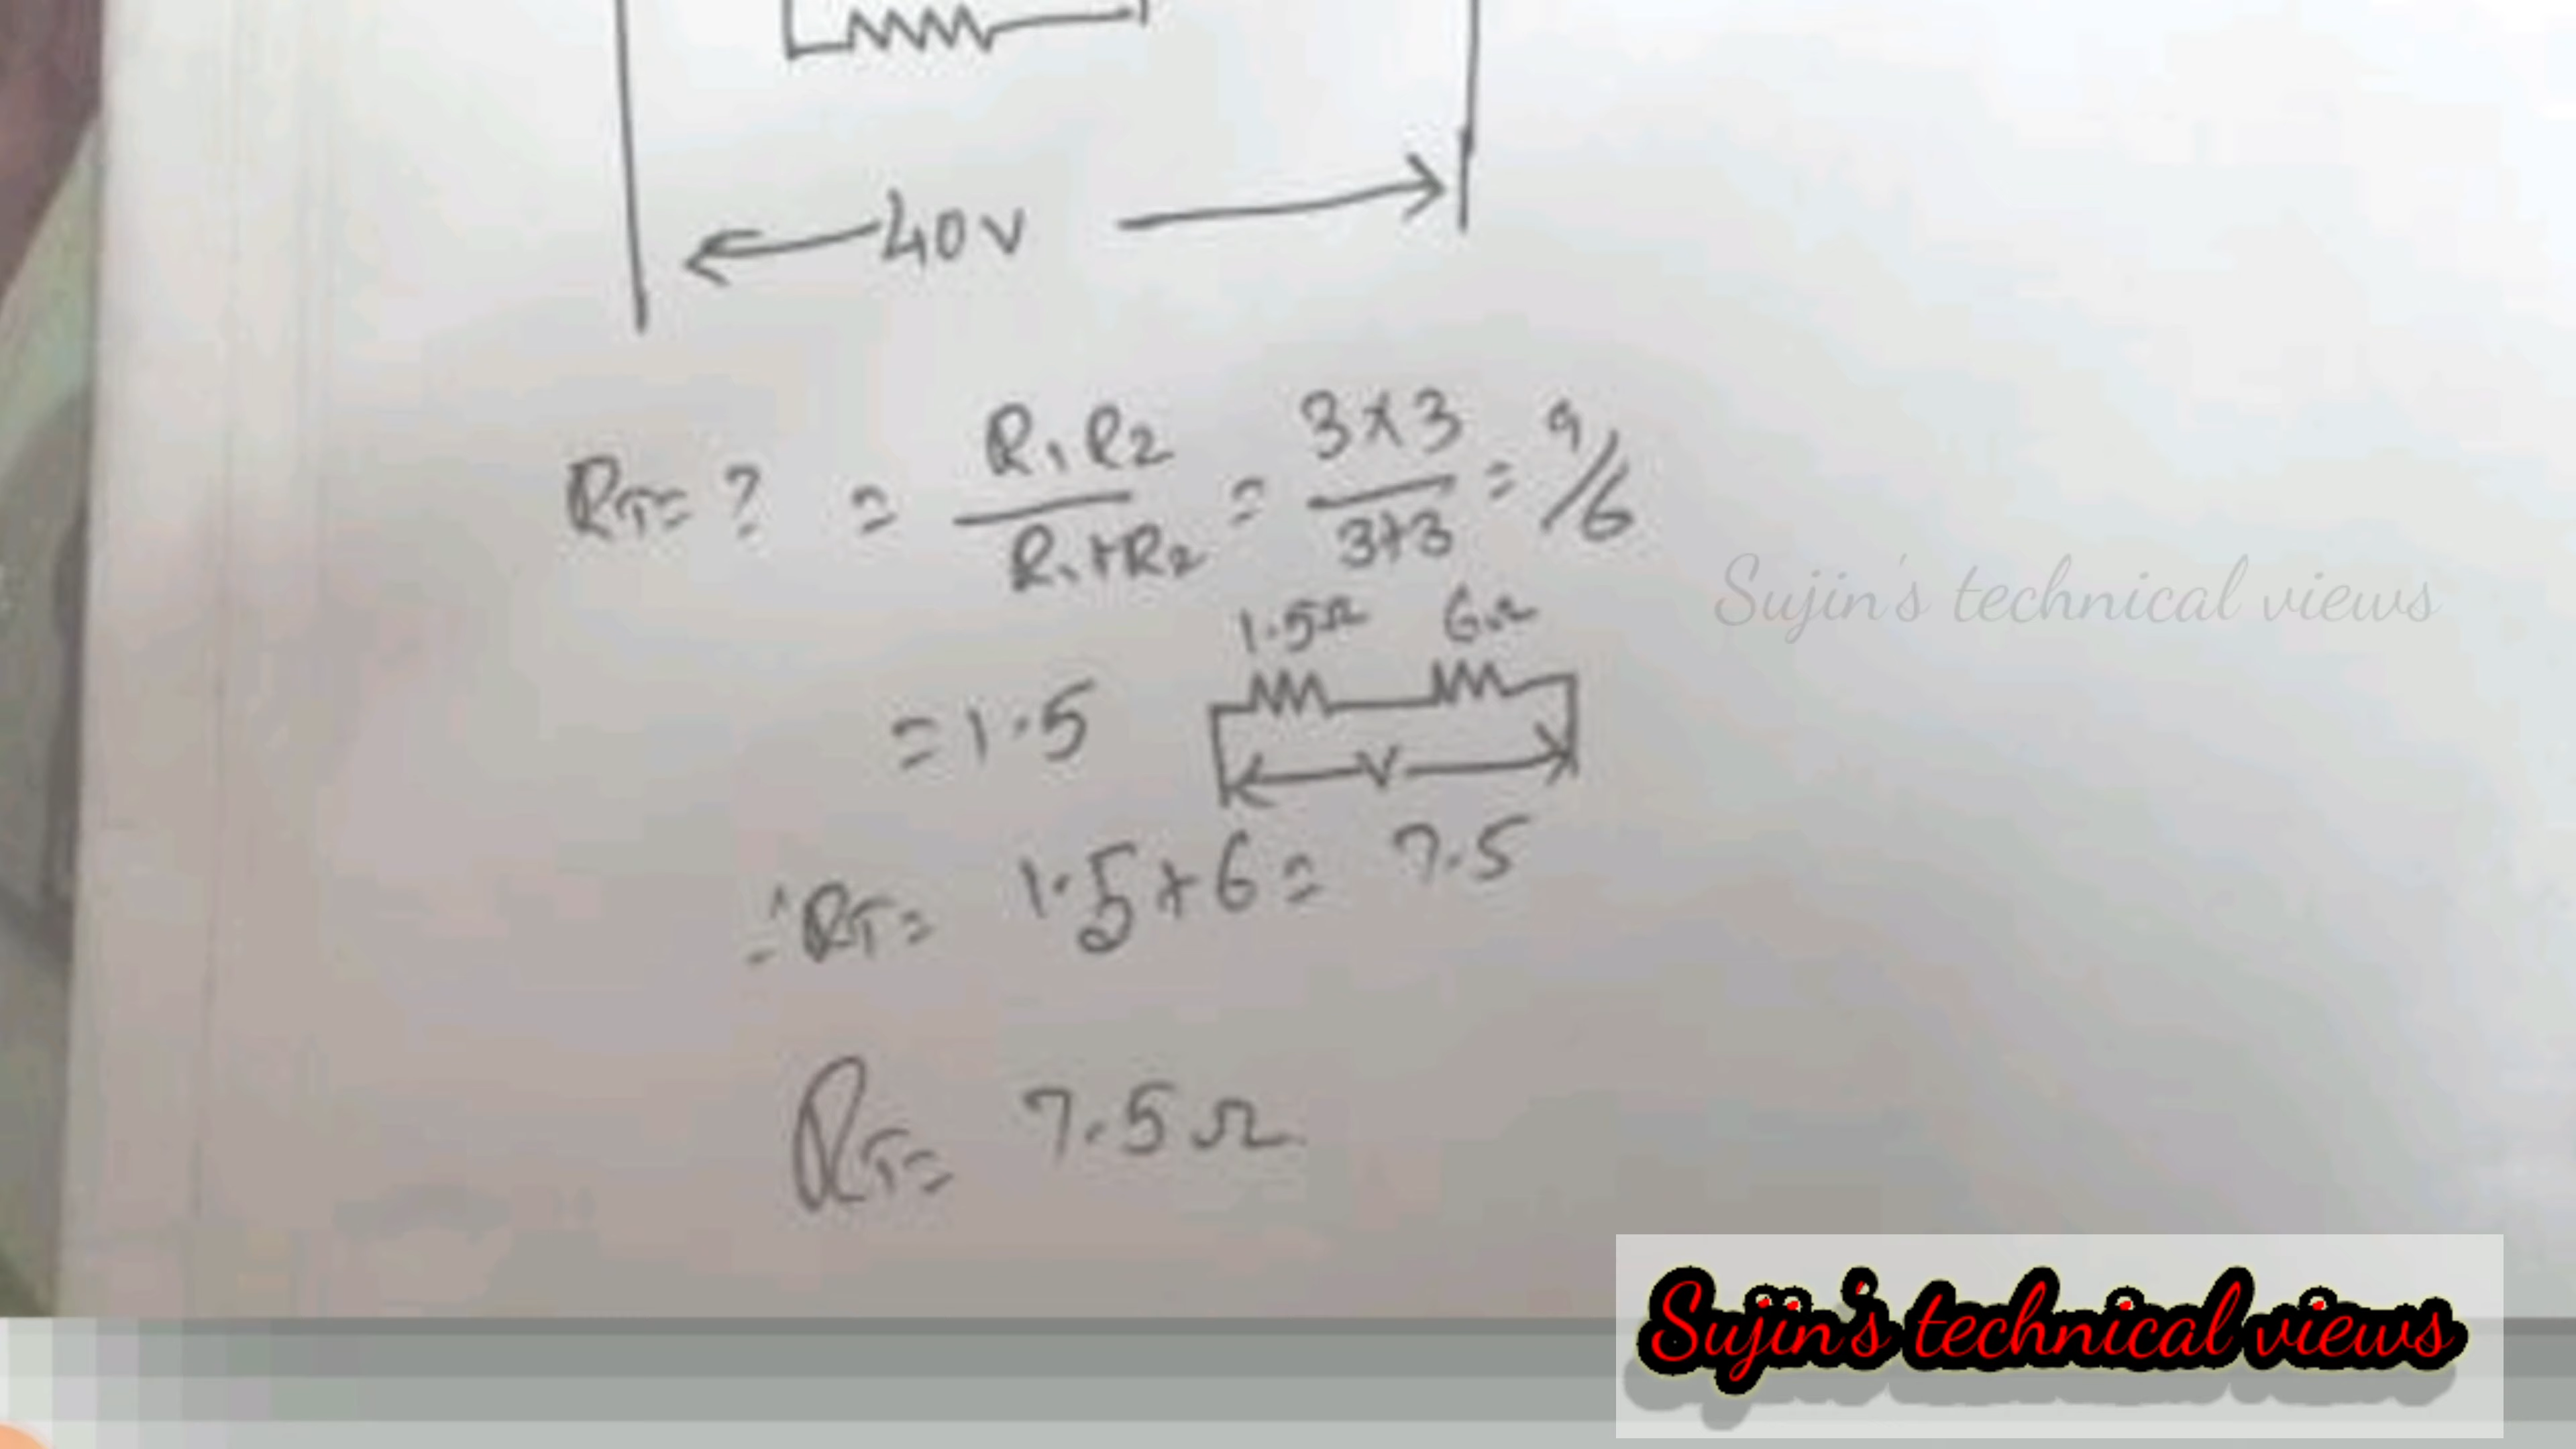 40V
RT= ? = R1R2 / R1+R2 = 3×3 / 3+3 = 9/6
1.5Ω 6Ω
= 1.5
V
∴ RT= 1.5+6= 7.5
RT= 7.5Ω
Sujin's technical views
Sujin's technical views